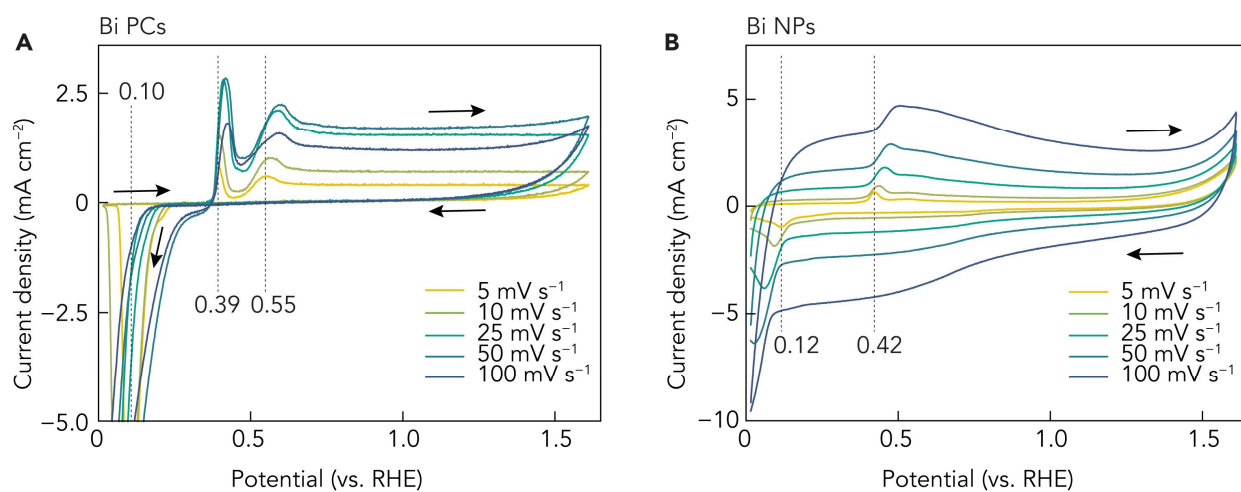 A
Bi PCs
Current density (mA cm⁻²)
2.5
0
−2.5
−5.0
0.10
0.39
0.55
5 mV s⁻¹
10 mV s⁻¹
25 mV s⁻¹
50 mV s⁻¹
100 mV s⁻¹
0
0.5
1.0
1.5
Potential (vs. RHE)
B
Bi NPs
Current density (mA cm⁻²)
5
0
−5
−10
0.12
0.42
5 mV s⁻¹
10 mV s⁻¹
25 mV s⁻¹
50 mV s⁻¹
100 mV s⁻¹
0
0.5
1.0
1.5
Potential (vs. RHE)